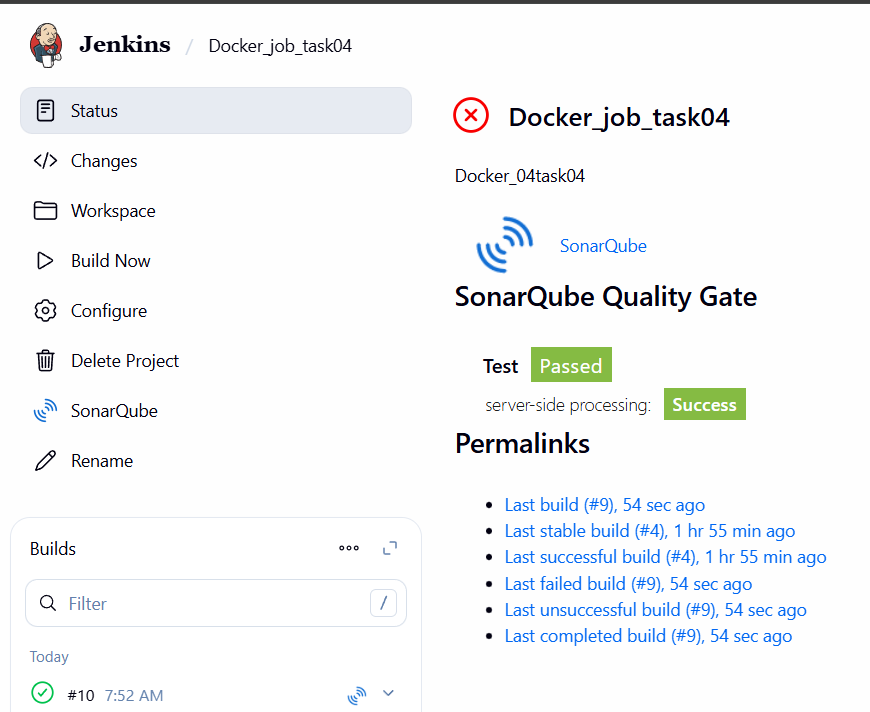 Jenkins / Docker_job_task04
Status
Changes
Workspace
Build Now
Configure
Delete Project
SonarQube
Rename
Builds
Filter /
Today
#10 7:52 AM
Docker_job_task04
Docker_04task04
SonarQube
SonarQube Quality Gate
Test Passed
server-side processing: Success
Permalinks
Last build (#9), 54 sec ago
Last stable build (#4), 1 hr 55 min ago
Last successful build (#4), 1 hr 55 min ago
Last failed build (#9), 54 sec ago
Last unsuccessful build (#9), 54 sec ago
Last completed build (#9), 54 sec ago